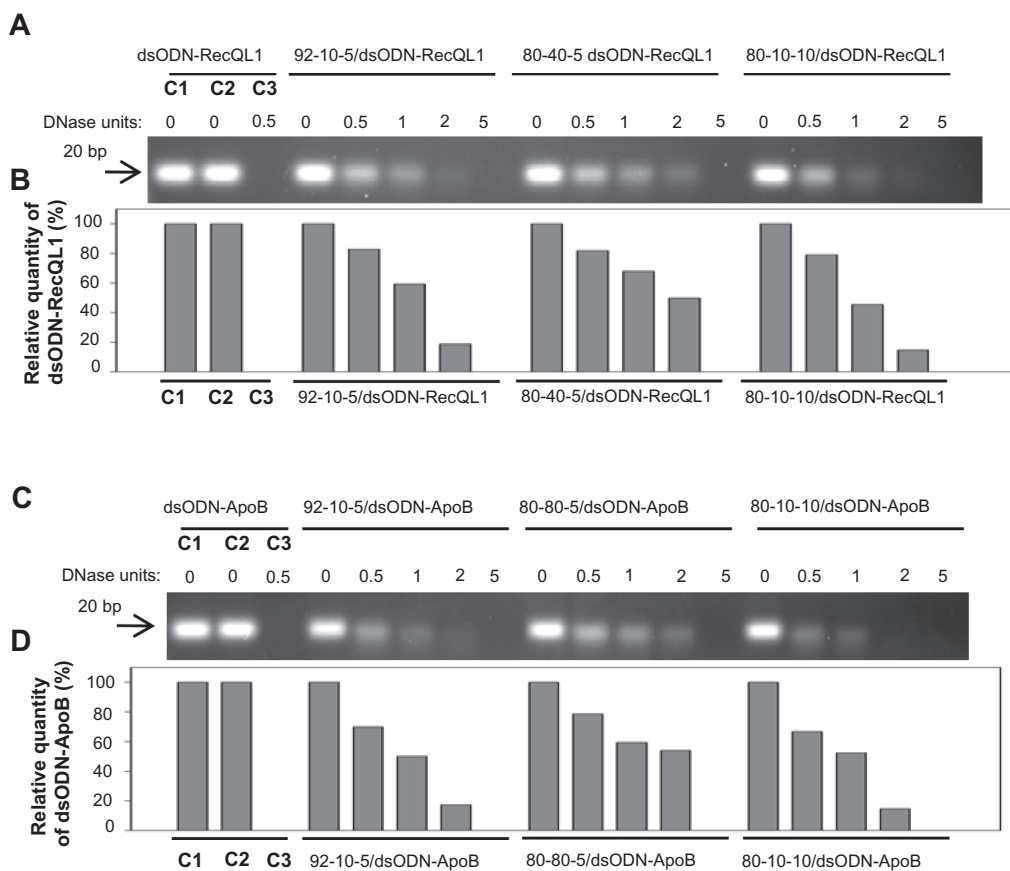 A
dsODN-RecQL1 92-10-5/dsODN-RecQL1 80-40-5 dsODN-RecQL1 80-10-10/dsODN-RecQL1
C1 C2 C3
DNase units: 0 0 0.5 0 0.5 1 2 5 0 0.5 1 2 5 0 0.5 1 2 5
20 bp
B
Relative quantity of
dsODN-RecQL1 (%)
100
80
60
40
20
0
C1 C2 C3 92-10-5/dsODN-RecQL1 80-40-5/dsODN-RecQL1 80-10-10/dsODN-RecQL1
C
dsODN-ApoB 92-10-5/dsODN-ApoB 80-80-5/dsODN-ApoB 80-10-10/dsODN-ApoB
C1 C2 C3
DNase units: 0 0 0.5 0 0.5 1 2 5 0 0.5 1 2 5 0 0.5 1 2 5
20 bp
D
Relative quantity
of dsODN-ApoB (%)
100
80
60
40
20
0
C1 C2 C3 92-10-5/dsODN-ApoB 80-80-5/dsODN-ApoB 80-10-10/dsODN-ApoB